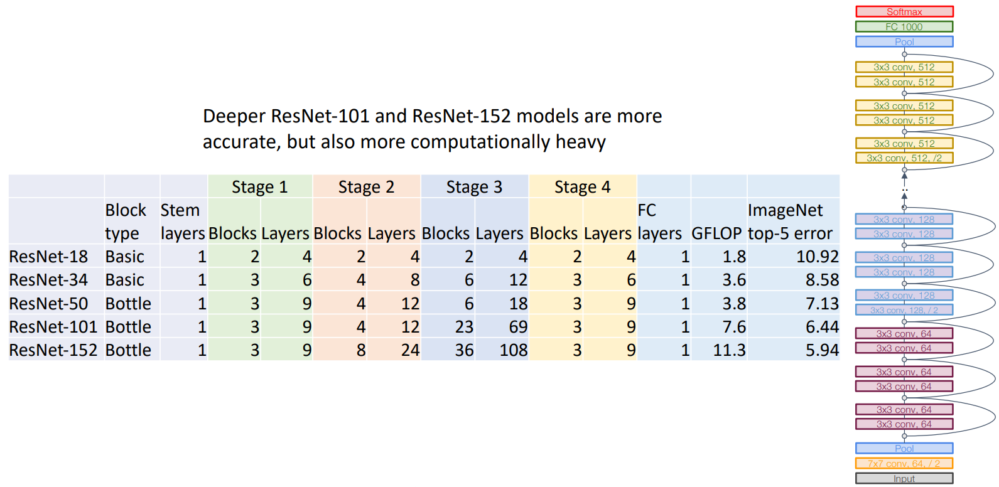 Deeper ResNet-101 and ResNet-152 models are more
accurate, but also more computationally heavy
Stage 1 Stage 2 Stage 3 Stage 4
Block type Stem layers Blocks Layers Blocks Layers Blocks Layers Blocks Layers FC layers GFLOP ImageNet top-5 error
ResNet-18 Basic 1 2 4 2 4 2 4 2 4 1 1.8 10.92
ResNet-34 Basic 1 3 6 4 8 6 12 3 6 1 3.6 8.58
ResNet-50 Bottle 1 3 9 4 12 6 18 3 9 1 3.8 7.13
ResNet-101 Bottle 1 3 9 4 12 23 69 3 9 1 7.6 6.44
ResNet-152 Bottle 1 3 9 8 24 36 108 3 9 1 11.3 5.94
Softmax
FC 1000
Pool
3x3 conv, 512
3x3 conv, 512
3x3 conv, 512
3x3 conv, 512
3x3 conv, 512
3x3 conv, 512, /2
..
3x3 conv, 128
3x3 conv, 128
3x3 conv, 128
3x3 conv, 128
3x3 conv, 128
3x3 conv, 128, / 2
3x3 conv, 64
3x3 conv, 64
3x3 conv, 64
3x3 conv, 64
3x3 conv, 64
3x3 conv, 64
Pool
7x7 conv, 64, / 2
Input